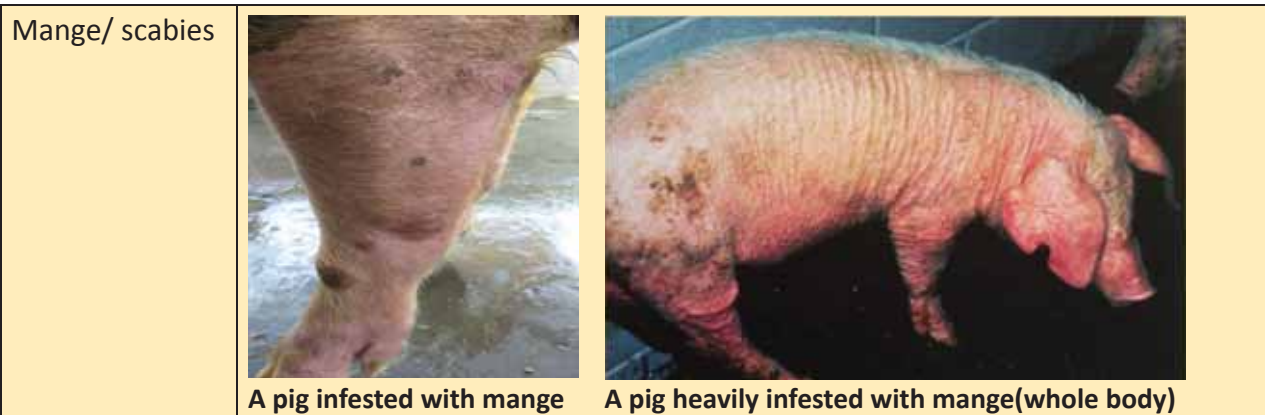 Mange/ scabies
A pig infested with mange
A pig heavily infested with mange(whole body)